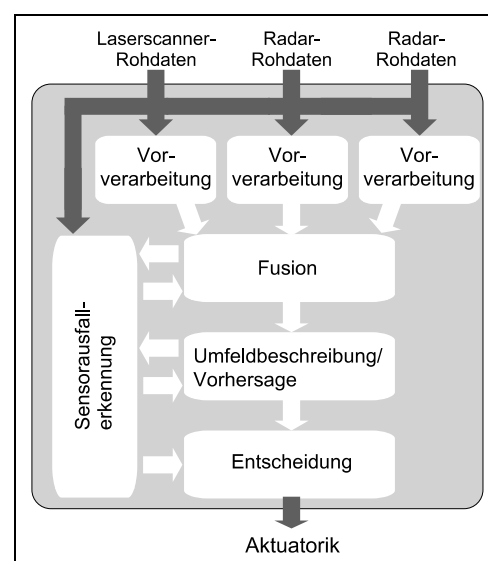 Laserscanner-
Rohdaten
Radar-
Rohdaten
Radar-
Rohdaten
Vor-
verarbeitung
Vor-
verarbeitung
Vor-
verarbeitung
Fusion
Sensorausfall-
erkennung
Umfeldbeschreibung/
Vorhersage
Entscheidung
Aktuatorik